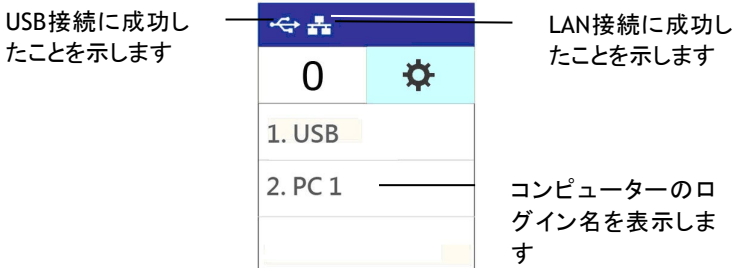 USB接続に成功し
たことを示します
LAN接続に成功し
たことを示します
0
1. USB
2. PC 1
コンピューターのロ
グイン名を表示しま
す